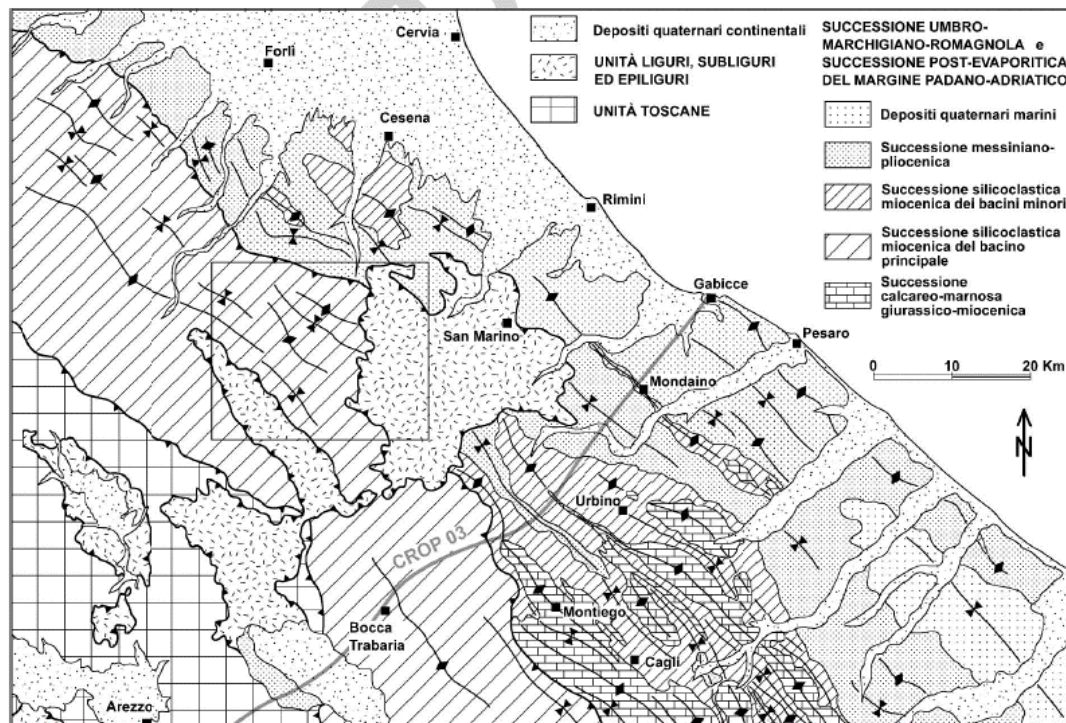 Cervia
Forlì
Cesena
Rimini
San Marino
Gabicce
Pesaro
Mondaino
Urbino
CROP 03
Montiego
Bocca
Trabaria
Cagli
Arezzo
Depositi quaternari continentali
UNITÀ LIGURI, SUBLIGURI
ED EPILIGURI
UNITÀ TOSCANE
SUCCESSIONE UMBRO-
MARCHIGIANO-ROMAGNOLA e
SUCCESSIONE POST-EVAPORITICA
DEL MARGINE PADANO-ADRIATICO
Depositi quaternari marini
Successione messiniano-
pliocenica
Successione silicoclastica
miocenica dei bacini minori
Successione silicoclastica
miocenica del bacino
principale
Successione
calcareo-marnosa
giurassico-miocenica
0 10 20 Km
N